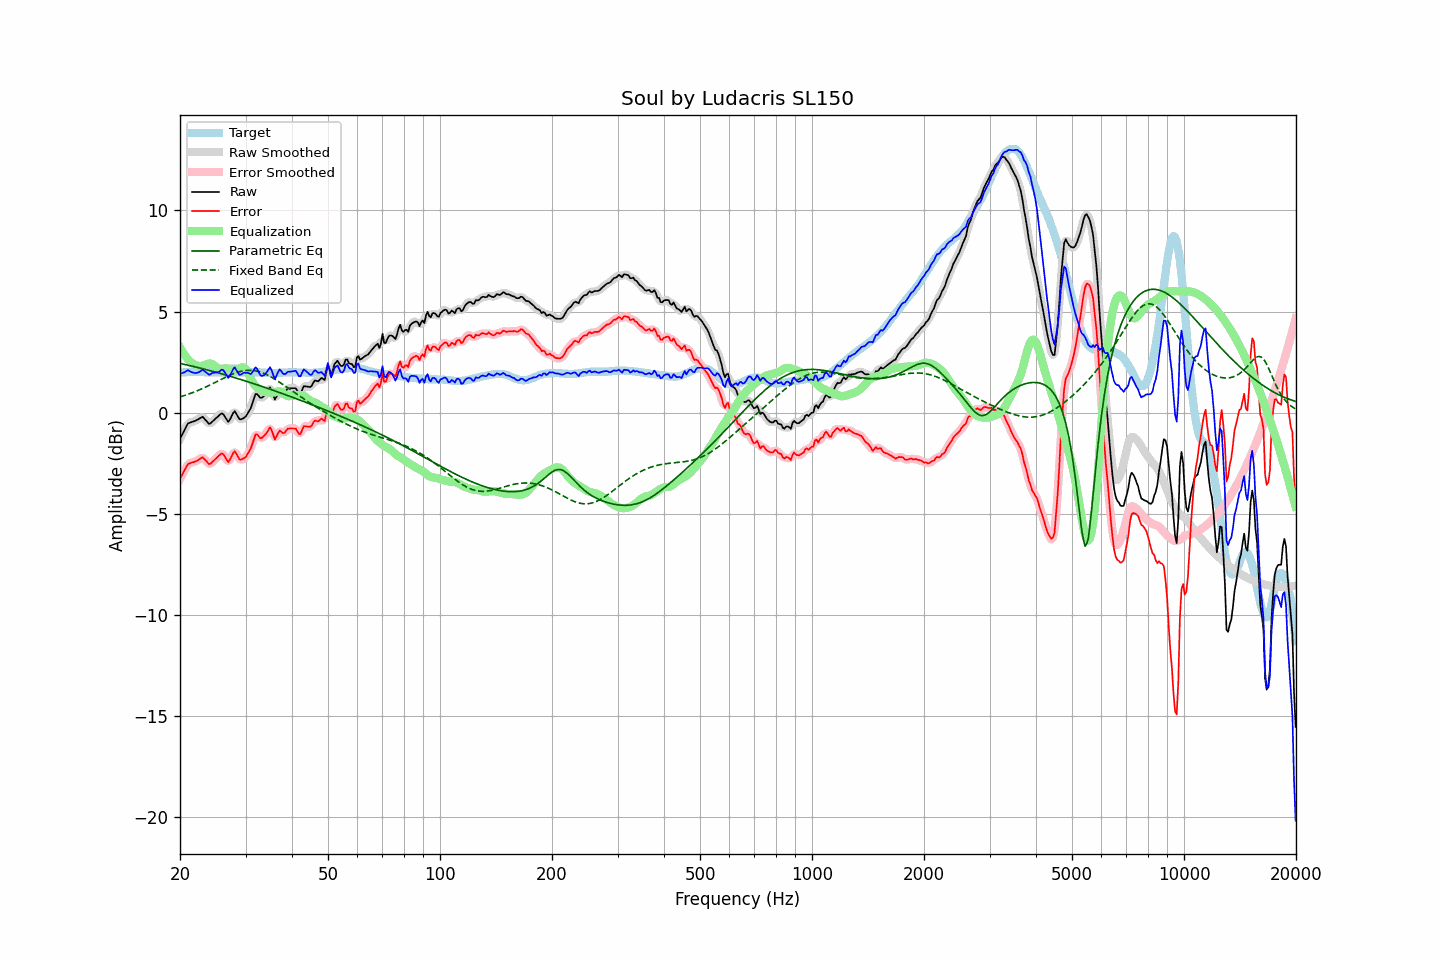 Soul by Ludacris SL150
Target
Raw Smoothed
Error Smoothed
Raw
Error
Equalization
Parametric Eq
Fixed Band Eq
Equalized
10
5
0
−5
−10
−15
−20
Amplitude (dBr)
20 50 100 200 500 1000 2000 5000 10000 20000
Frequency (Hz)